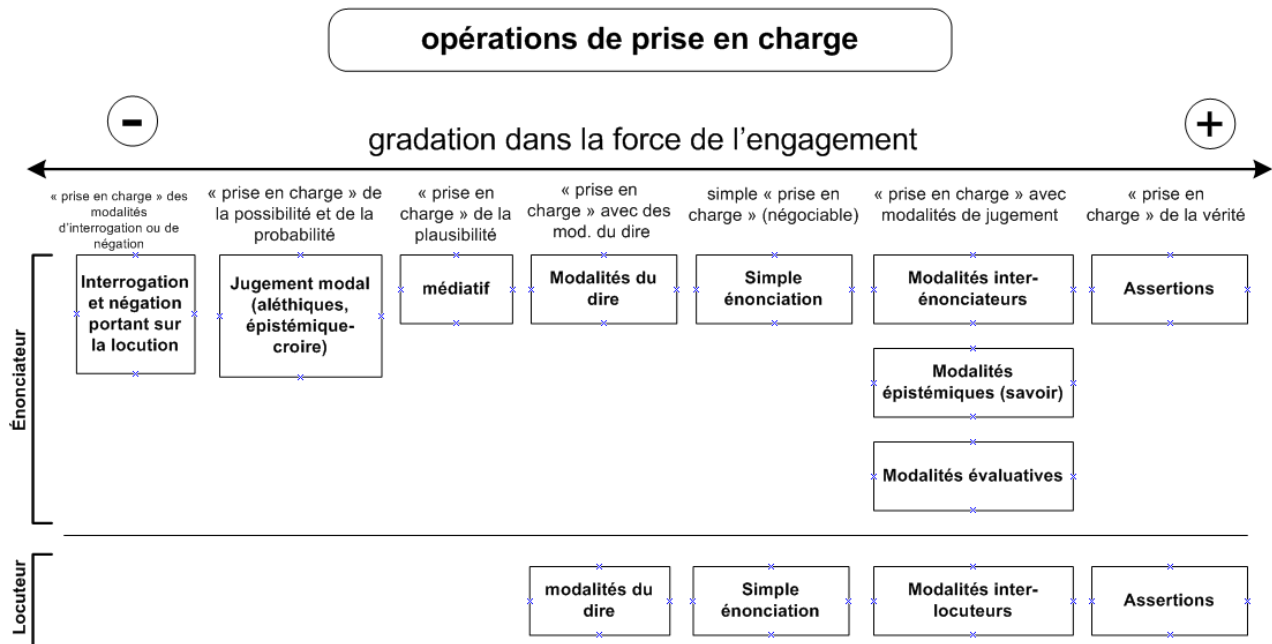 opérations de prise en charge
-
+
gradation dans la force de l’engagement
« prise en charge » des
modalités
d’interrogation ou de
négation
« prise en charge » de
la possibilité et de la
probabilité
« prise en
charge » de la
plausibilité
« prise en
charge » avec des
mod. du dire
simple « prise en
charge » (négociable)
« prise en charge » avec
modalités de jugement
« prise en
charge » de la vérité
Énonciateur
Interrogation
et négation
portant sur
la locution
Jugement modal
(aléthiques,
épistémique-
croire)
médiatif
Modalités du
dire
Simple
énonciation
Modalités inter-
énonciateurs
Assertions
Modalités
épistémiques (savoir)
Modalités évaluatives
Locuteur
modalités du
dire
Simple
énonciation
Modalités inter-
locuteurs
Assertions